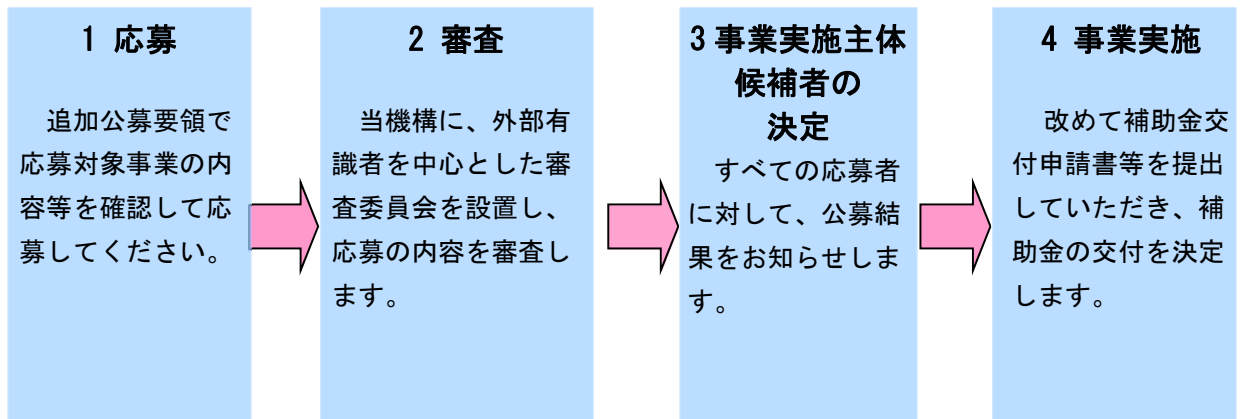 1 応募
追加公募要領で
応募対象事業の内
容等を確認して応
募してください。
2 審査
当機構に、外部有
識者を中心とした審
査委員会を設置し、
応募の内容を審査し
ます。
3 事業実施主体
候補者の
決定
すべての応募者
に対して、公募結
果をお知らせしま
す。
4 事業実施
改めて補助金交
付申請書等を提出
していただき、補
助金の交付を決定
します。